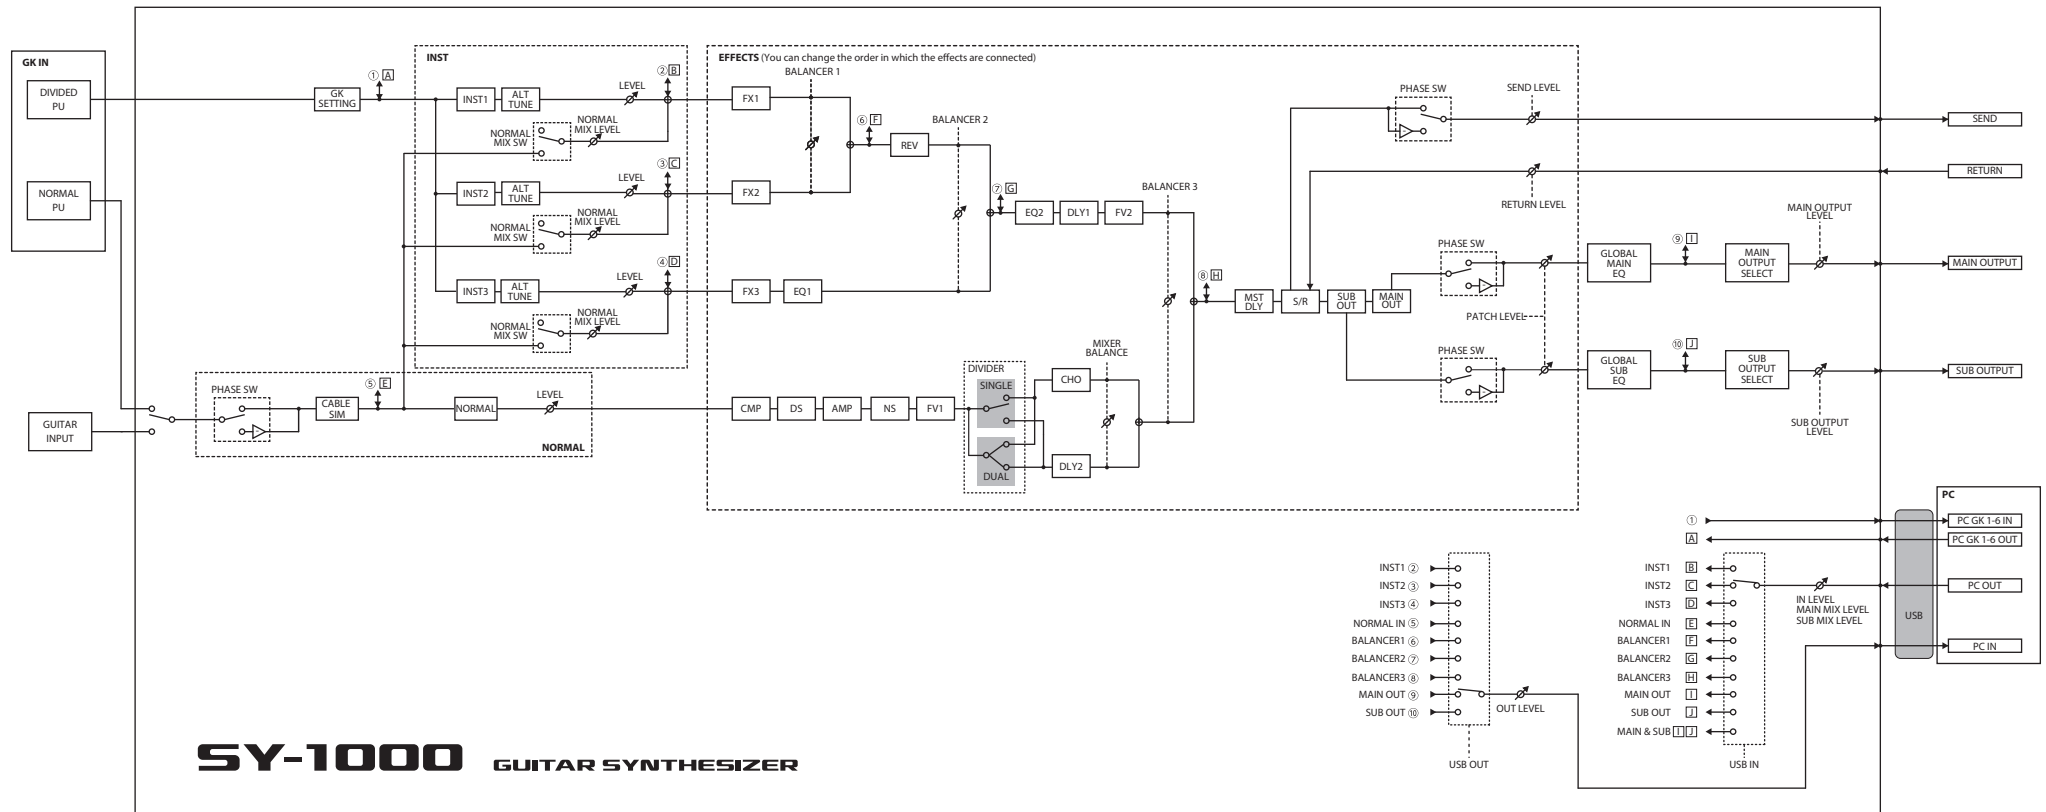 GK IN
DIVIDED
PU
NORMAL
PU
GUITAR
INPUT
① A
GK
SETTING
INST
INST1
ALT
TUNE
LEVEL
② B
NORMAL
MIX SW
NORMAL
MIX LEVEL
③ C
INST2
ALT
TUNE
LEVEL
NORMAL
MIX SW
NORMAL
MIX LEVEL
④ D
INST3
ALT
TUNE
LEVEL
NORMAL
MIX SW
NORMAL
MIX LEVEL
PHASE SW
CABLE
SIM
⑤ E
NORMAL
LEVEL
NORMAL
EFFECTS (You can change the order in which the effects are connected)
BALANCER 1
FX1
FX2
⑥ F
REV
BALANCER 2
FX3
EQ1
⑦ G
EQ2
DLY1
FV2
BALANCER 3
CMP
DS
AMP
NS
FV1
DIVIDER
SINGLE
DUAL
CHO
DLY2
MIXER
BALANCE
⑧ H
MST
DLY
S/R
SUB
OUT
MAIN
OUT
PHASE SW
SEND LEVEL
RETURN LEVEL
PHASE SW
PATCH LEVEL
PHASE SW
GLOBAL
MAIN
EQ
⑨ I
MAIN
OUTPUT
SELECT
MAIN OUTPUT
LEVEL
GLOBAL
SUB
EQ
⑩ J
SUB
OUTPUT
SELECT
SUB OUTPUT
LEVEL
SEND
RETURN
MAIN OUTPUT
SUB OUTPUT
PC
PC GK 1-6 IN
PC GK 1-6 OUT
PC OUT
PC IN
USB
①
A
INST1 ②
INST2 ③
INST3 ④
NORMAL IN ⑤
BALANCER1 ⑥
BALANCER2 ⑦
BALANCER3 ⑧
MAIN OUT ⑨
SUB OUT ⑩
OUT LEVEL
USB OUT
INST1 B
INST2 C
INST3 D
NORMAL IN E
BALANCER1 F
BALANCER2 G
BALANCER3 H
MAIN OUT I
SUB OUT J
MAIN & SUB I J
IN LEVEL
MAIN MIX LEVEL
SUB MIX LEVEL
USB IN
SY-1000 GUITAR SYNTHESIZER